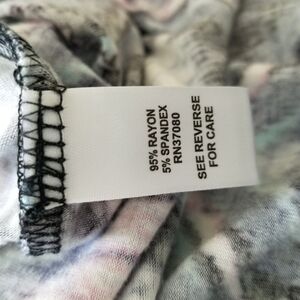 95% RAYON
5% SPANDEX
RN37080
SEE REVERSE
FOR CARE